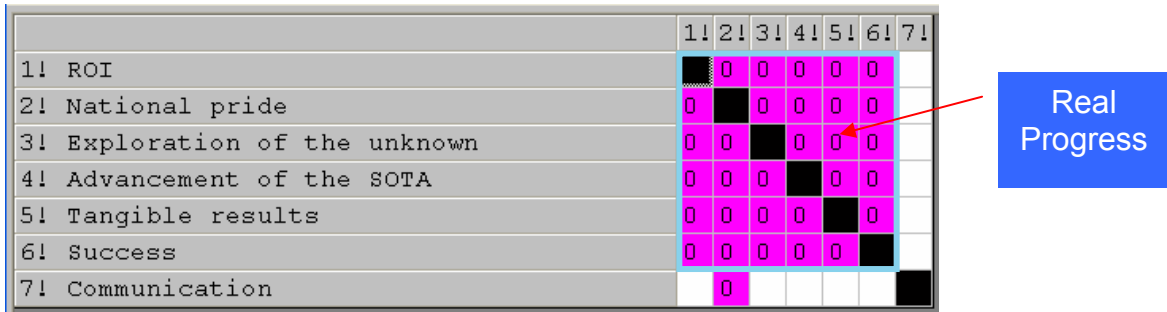 1! 2! 3! 4! 5! 6! 7!
1! ROI 0 0 0 0 0
2! National pride 0 0 0 0 0
3! Exploration of the unknown 0 0 0 0 0
4! Advancement of the SOTA 0 0 0 0 0
5! Tangible results 0 0 0 0 0
6! Success 0 0 0 0 0
7! Communication 0
Real
Progress